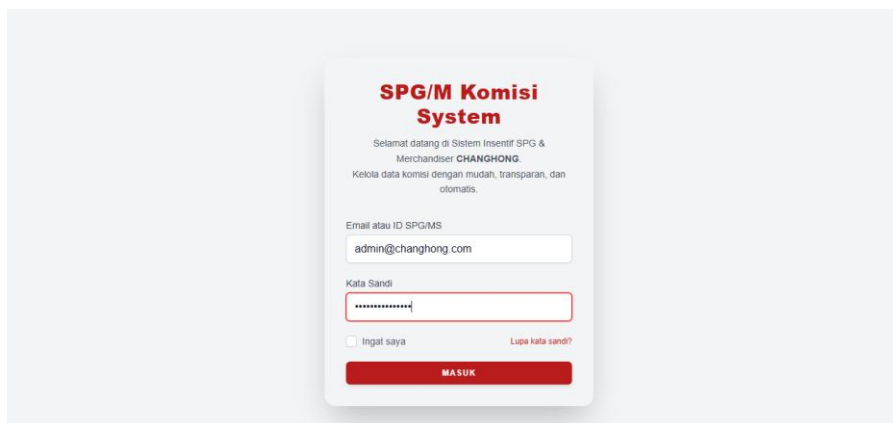 SPG/M Komisi
System
Selamat datang di Sistem Insentif SPG &
Merchandiser CHANGHONG.
Kelola data komisi dengan mudah, transparan, dan
otomatis.
Email atau ID SPG/MS
admin@changhong.com
Kata Sandi
•••••••••••••••
Ingat saya
Lupa kata sandi?
MASUK